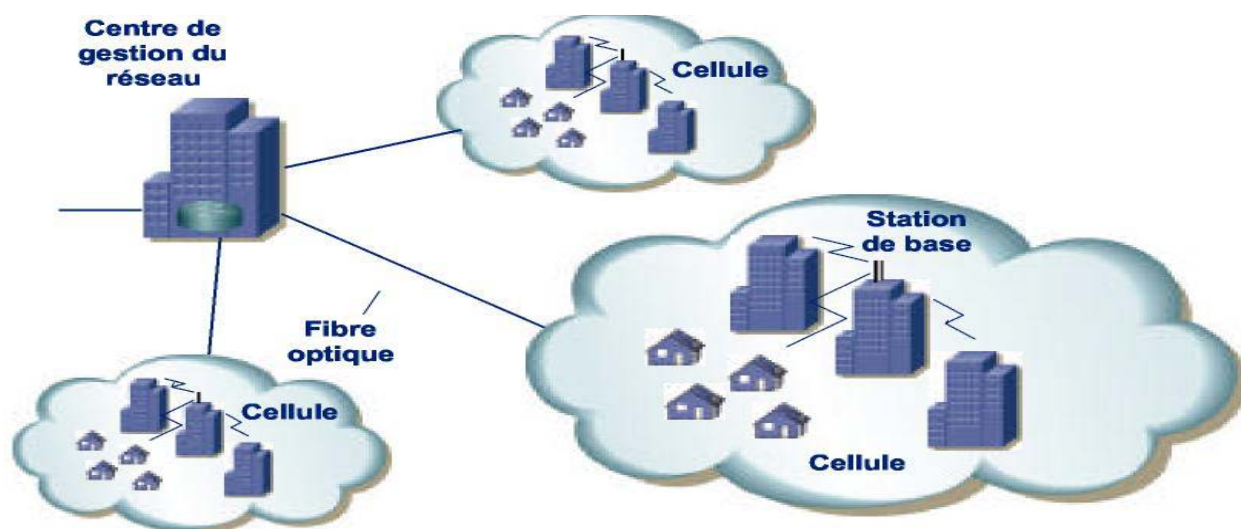 Centre de
gestion du
réseau
Cellule
Station
de base
Fibre
optique
Cellule
Cellule